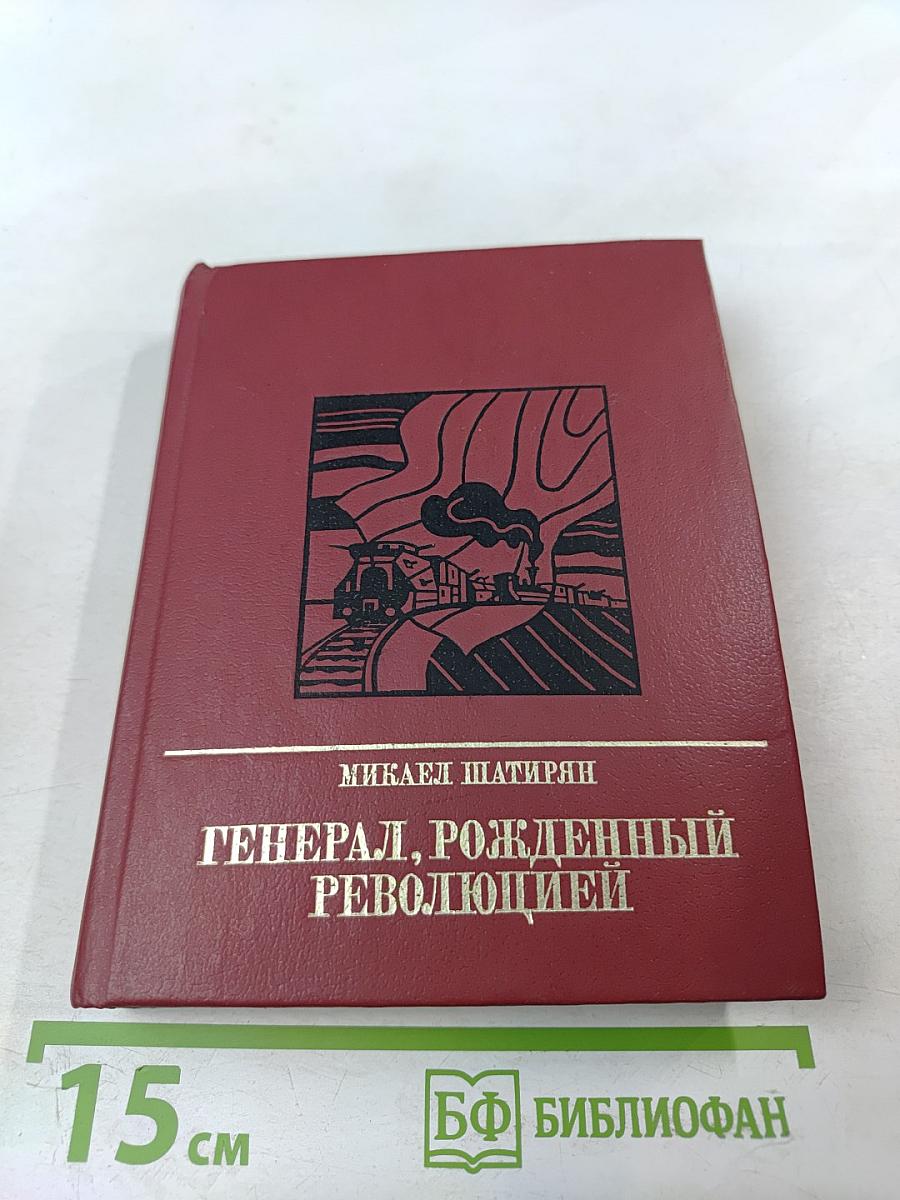 МИКАЕЛ ШАТИРЯН
ГЕНЕРАЛ, РОЖДЕННЫЙ
РЕВОЛЮЦИЕЙ
15 см
БФ БИБЛИОФАН